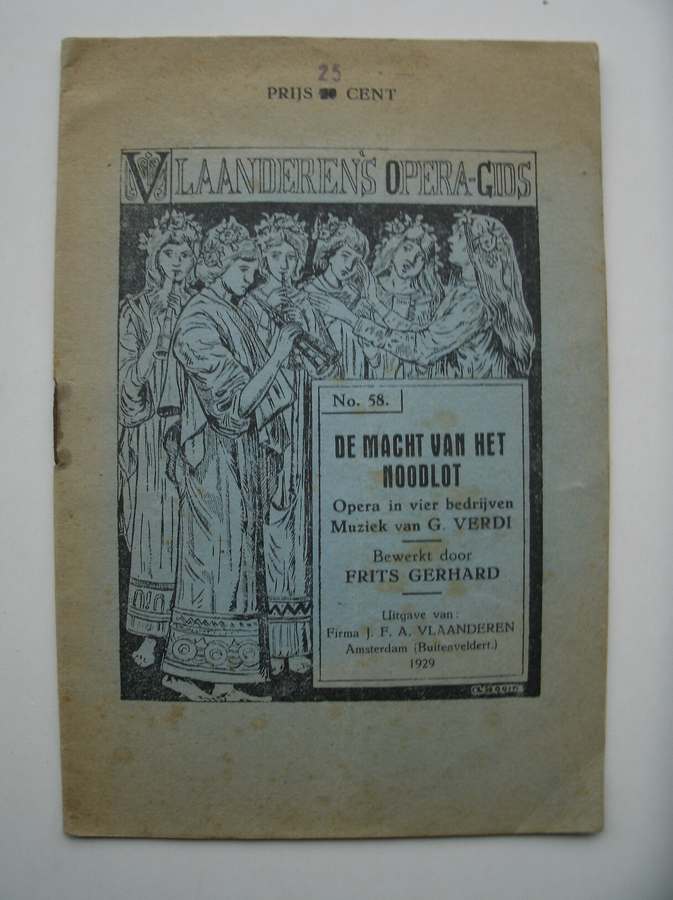 25
PRIJS 20 CENT
VLAANDEREN'S OPERA-GIDS
No. 58.
DE MACHT VAN HET
NOODLOT
Opera in vier bedrijven
Muziek van G. VERDI
Bewerkt door
FRITS GERHARD
Uitgave van :
Firma J. F. A. VLAANDEREN
Amsterdam (Buitenveldert.)
1929